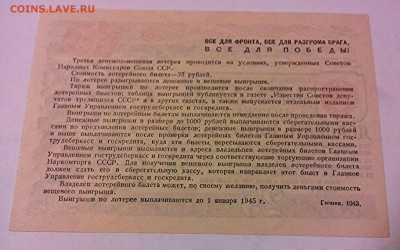 COINS.LAVE.RU
ВСЕ ДЛЯ ФРОНТА, ВСЕ ДЛЯ РАЗГРОМА ВРАГА,
ВСЕ ДЛЯ ПОБЕДЫ!
Третья денежно-вещевая лотерея проводится на условиях, утвержденных Советом
Народных Комиссаров Союза ССР.
Стоимость лотерейного билета—25 рублей.
По лотерее разыгрываются денежные и вещевые выигрыши.
Тираж выигрышей по лотерее производится после окончания распространения
лотерейных билетов; таблица выигрышей публикуется в газете „Известия Советов депу-
татов трудящихся СССР" и в других газетах, а также выпускается отдельным изданием
Главным Управлением гострудсберкасс и госкредита.
Выигрыши по лотерейным билетам выплачиваются немедленно после проведения тиража.
Денежные выигрыши в размере до 1000 рублей выплачиваются сберегательными касса-
ми по предъявлении лотерейных билетов; денежные выигрыши в размере 1000 рублей
и выше выплачиваются после проверки лотерейных билетов Главным Управлением гос-
трудсберкасс и госкредита, куда эти билеты пересылаются сберегательными кассами.
Вещевые выигрыши высылаются в адреса владельцев лотерейных билетов Главным
Управлением гострудсберкасс и госкредита через соответствующие торгующие организации
Наркомторга СССР. Для получения вещевого выигрыша владелец лотерейного билета
должен сдать его в сберегательную кассу, которая направляет этот билет в Главное
Управление гострудсберкасс и госкредита.
Владелец лотерейного билета может, по своему желанию, получить деньгами стоимость
вещевого выигрыша.
Выигрыши по лотерее выплачиваются до 1 января 1945 г.
Гознак. 1943.